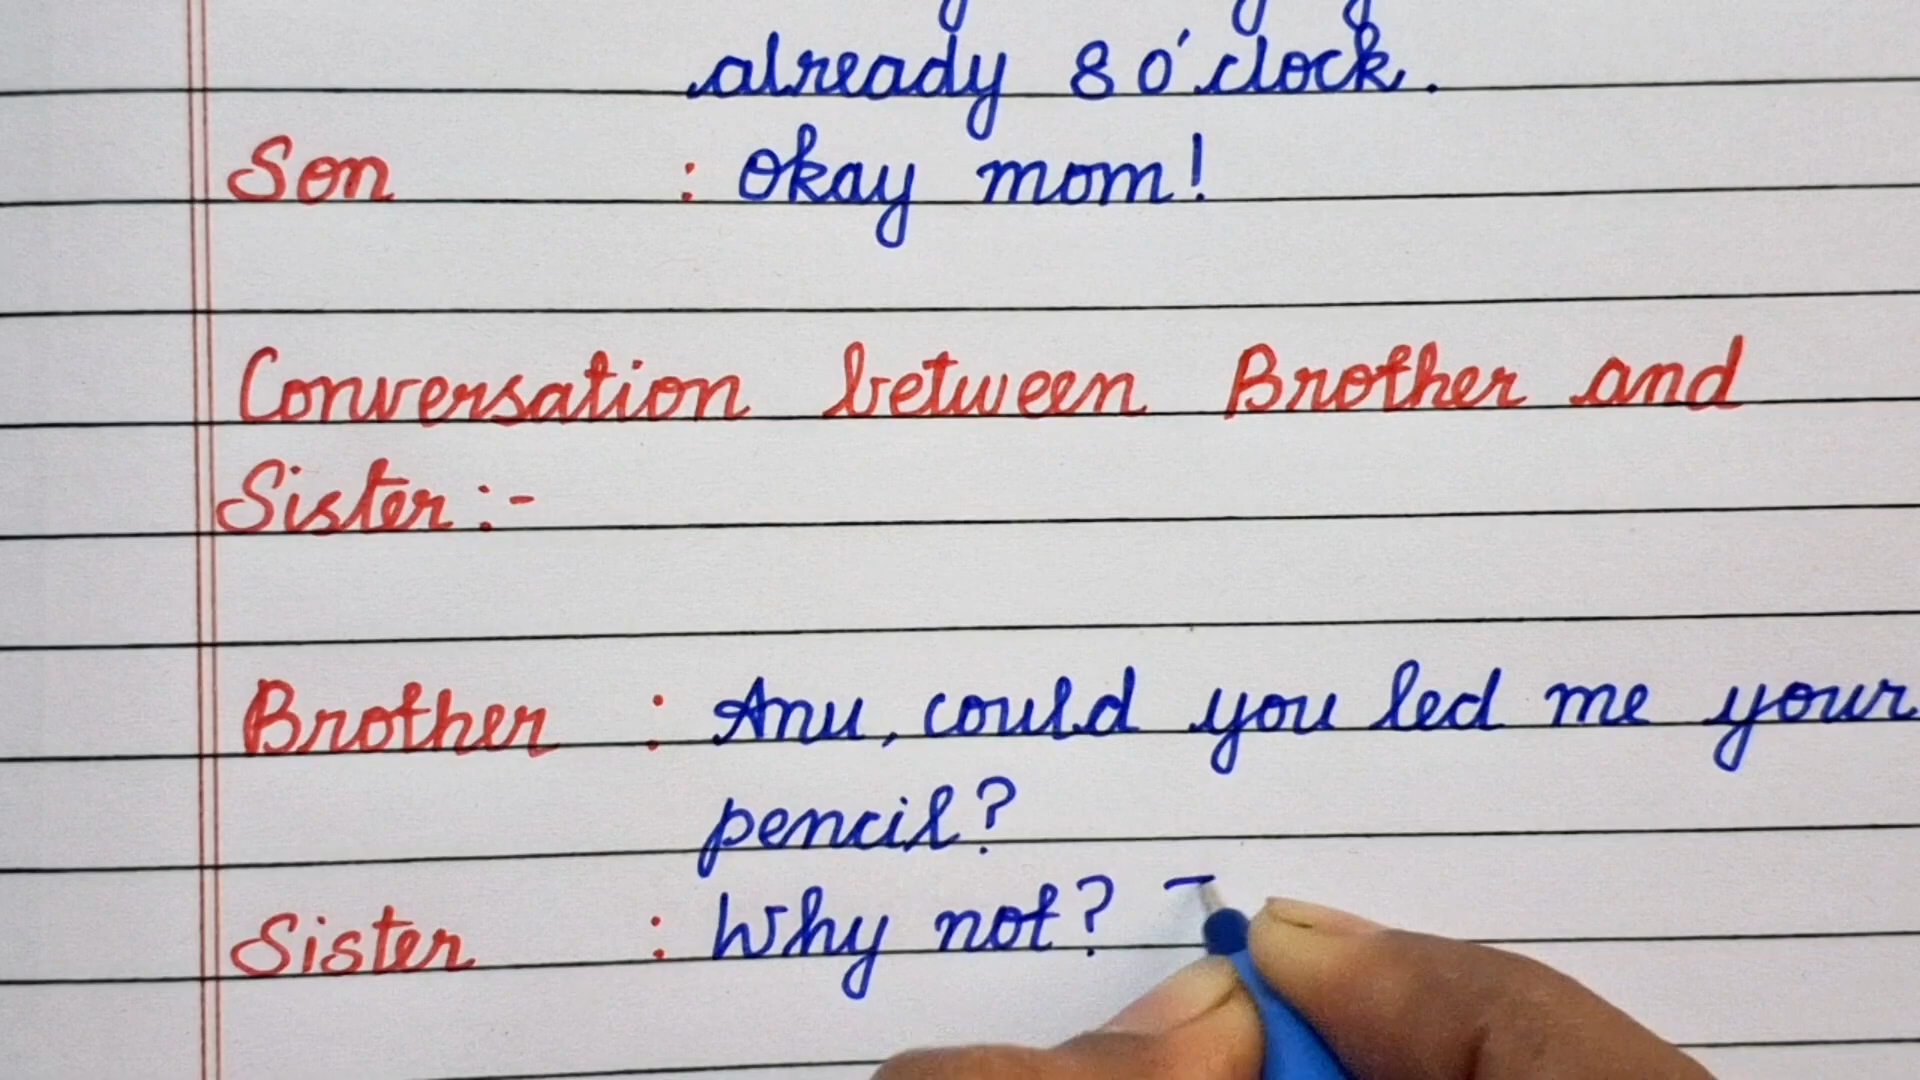 already 8 o'clock.
Son : Okay mom!
Conversation between Brother and
Sister :-
Brother : Anu, could you led me your
pencil?
Sister : Why not?